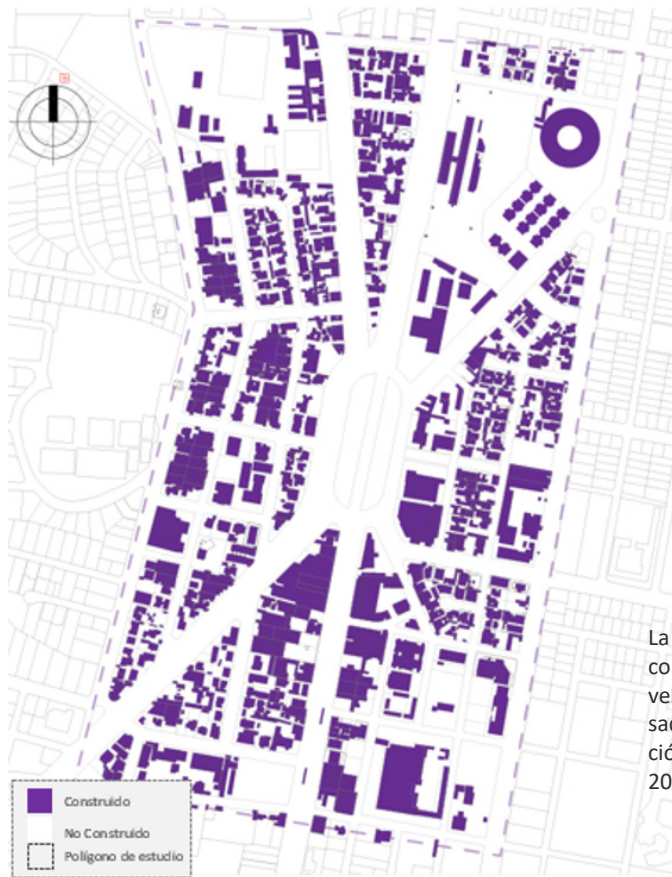 La
co
ve
sac
ció
20
Construido
No Construido
Polígono de estudio